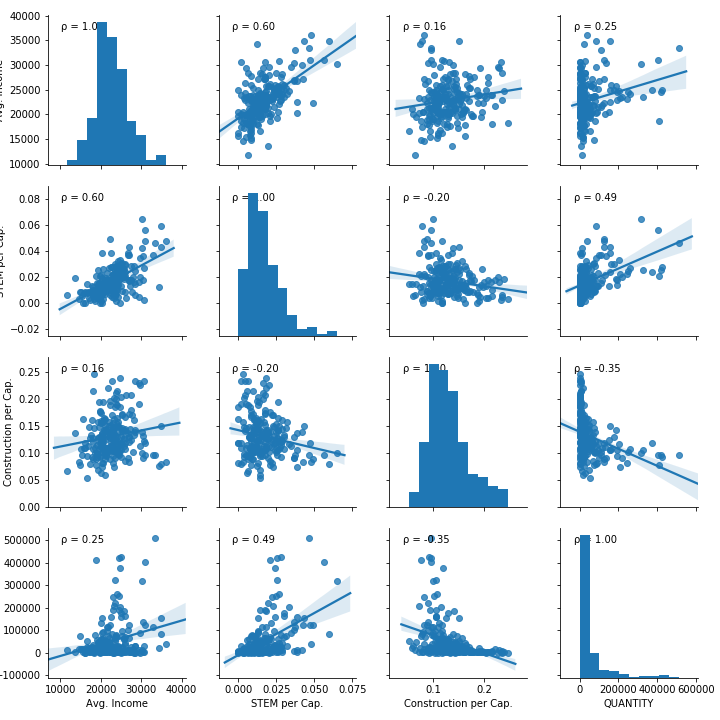 40000
35000
30000
25000
20000
15000
10000
Avg. Income
ρ = 1.0
ρ = 0.60
ρ = 0.16
ρ = 0.25
0.08
0.06
0.04
0.02
0.00
−0.02
STEM per Cap.
ρ = 0.60
ρ = 1.00
ρ = -0.20
ρ = 0.49
0.25
0.20
0.15
0.10
0.05
0.00
Construction per Cap.
ρ = 0.16
ρ = -0.20
ρ = 1.00
ρ = -0.35
500000
400000
300000
200000
100000
0
−100000
ρ = 0.25
ρ = 0.49
ρ = -0.35
ρ = 1.00
10000 20000 30000 40000
Avg. Income
0.000 0.025 0.050 0.075
STEM per Cap.
0.1 0.2
Construction per Cap.
0 200000 400000 600000
QUANTITY